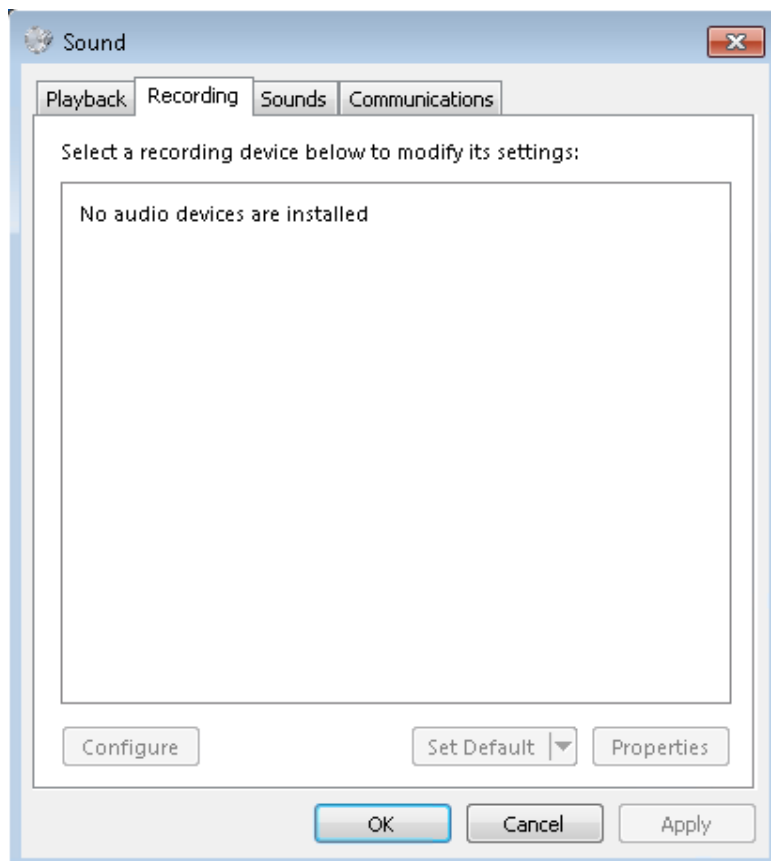 Sound
Playback Recording Sounds Communications
Select a recording device below to modify its settings:
No audio devices are installed
Configure Set Default Properties
OK Cancel Apply